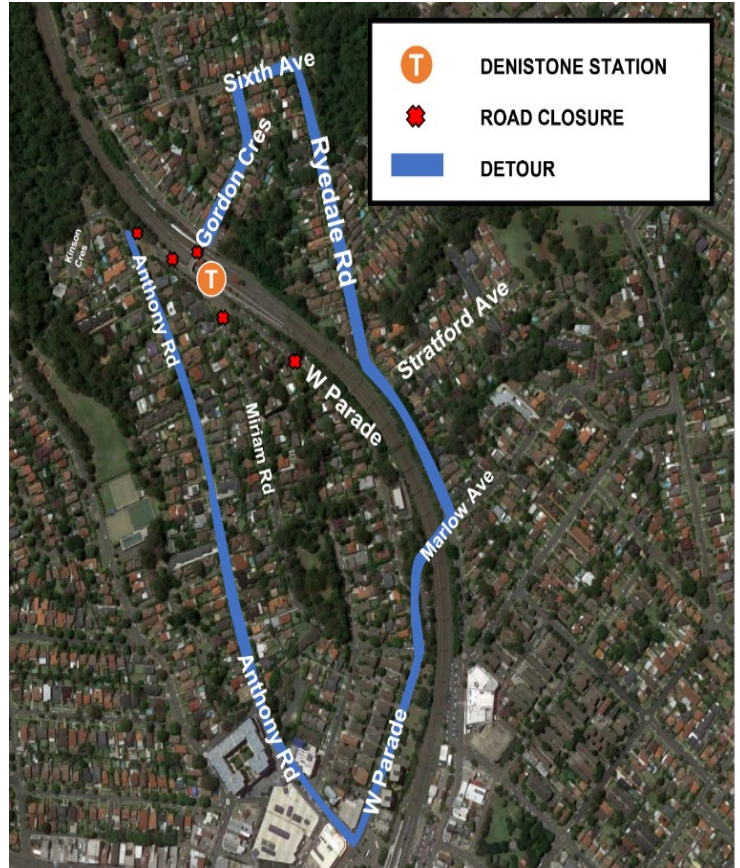 T DENISTONE STATION
ROAD CLOSURE
DETOUR
Sixth Ave
Gordon Cres
Ryedale Rd
Kinson Cres
T
Anthony Rd
Stratford Ave
W Parade
Miriam Rd
Marlow Ave
Anthony Rd
W Parade